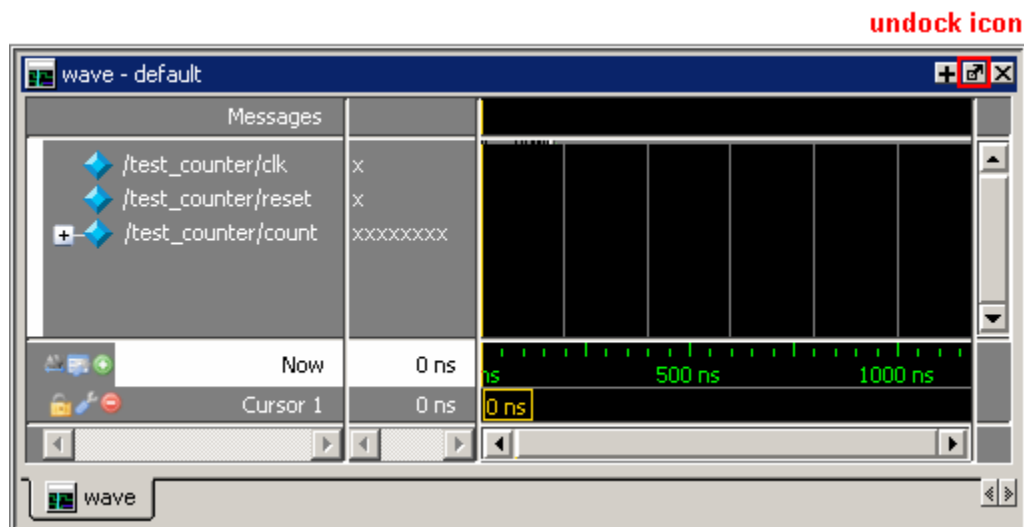 undock icon
wave - default
Messages
/test_counter/clk x
/test_counter/reset x
/test_counter/count xxxxxxxx
Now 0 ns
ns 500 ns 1000 ns
Cursor 1 0 ns 0 ns
wave